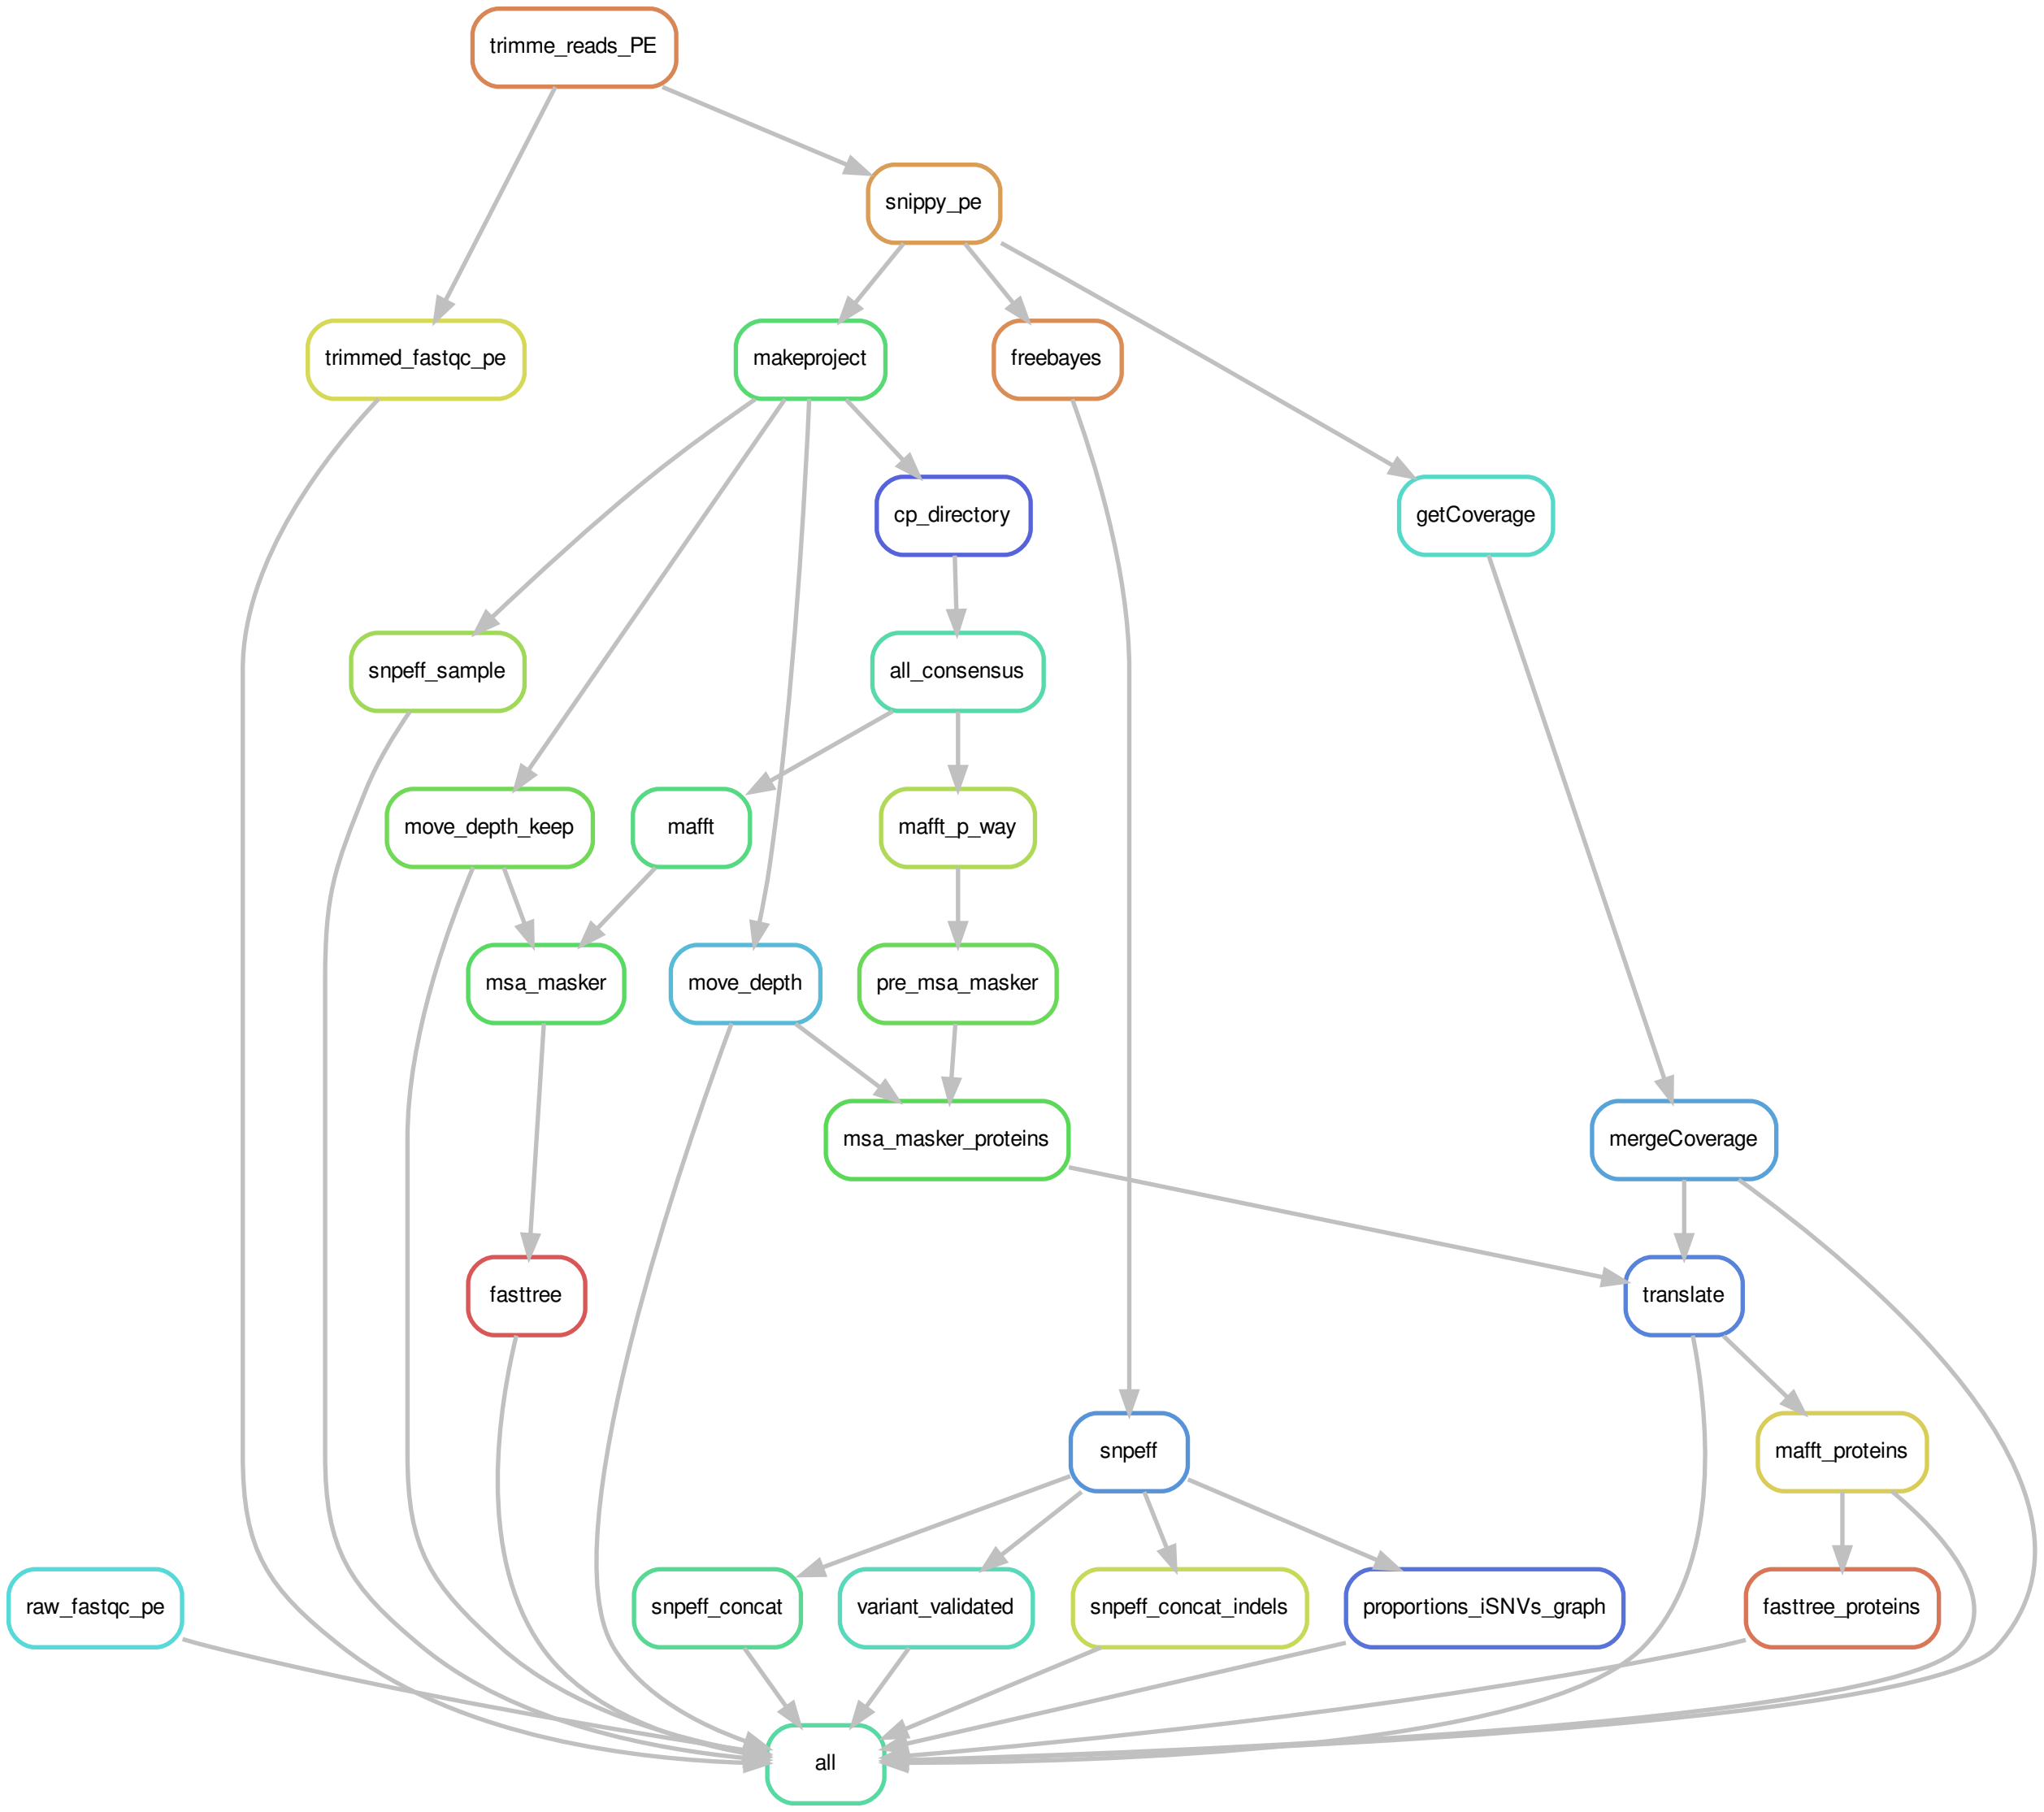 trimme_reads_PE
snippy_pe
trimmed_fastqc_pe
makeproject
freebayes
cp_directory
getCoverage
snpeff_sample
all_consensus
move_depth_keep
mafft
mafft_p_way
msa_masker
move_depth
pre_msa_masker
msa_masker_proteins
mergeCoverage
fasttree
translate
snpeff
mafft_proteins
raw_fastqc_pe
snpeff_concat
variant_validated
snpeff_concat_indels
proportions_iSNVs_graph
fasttree_proteins
all